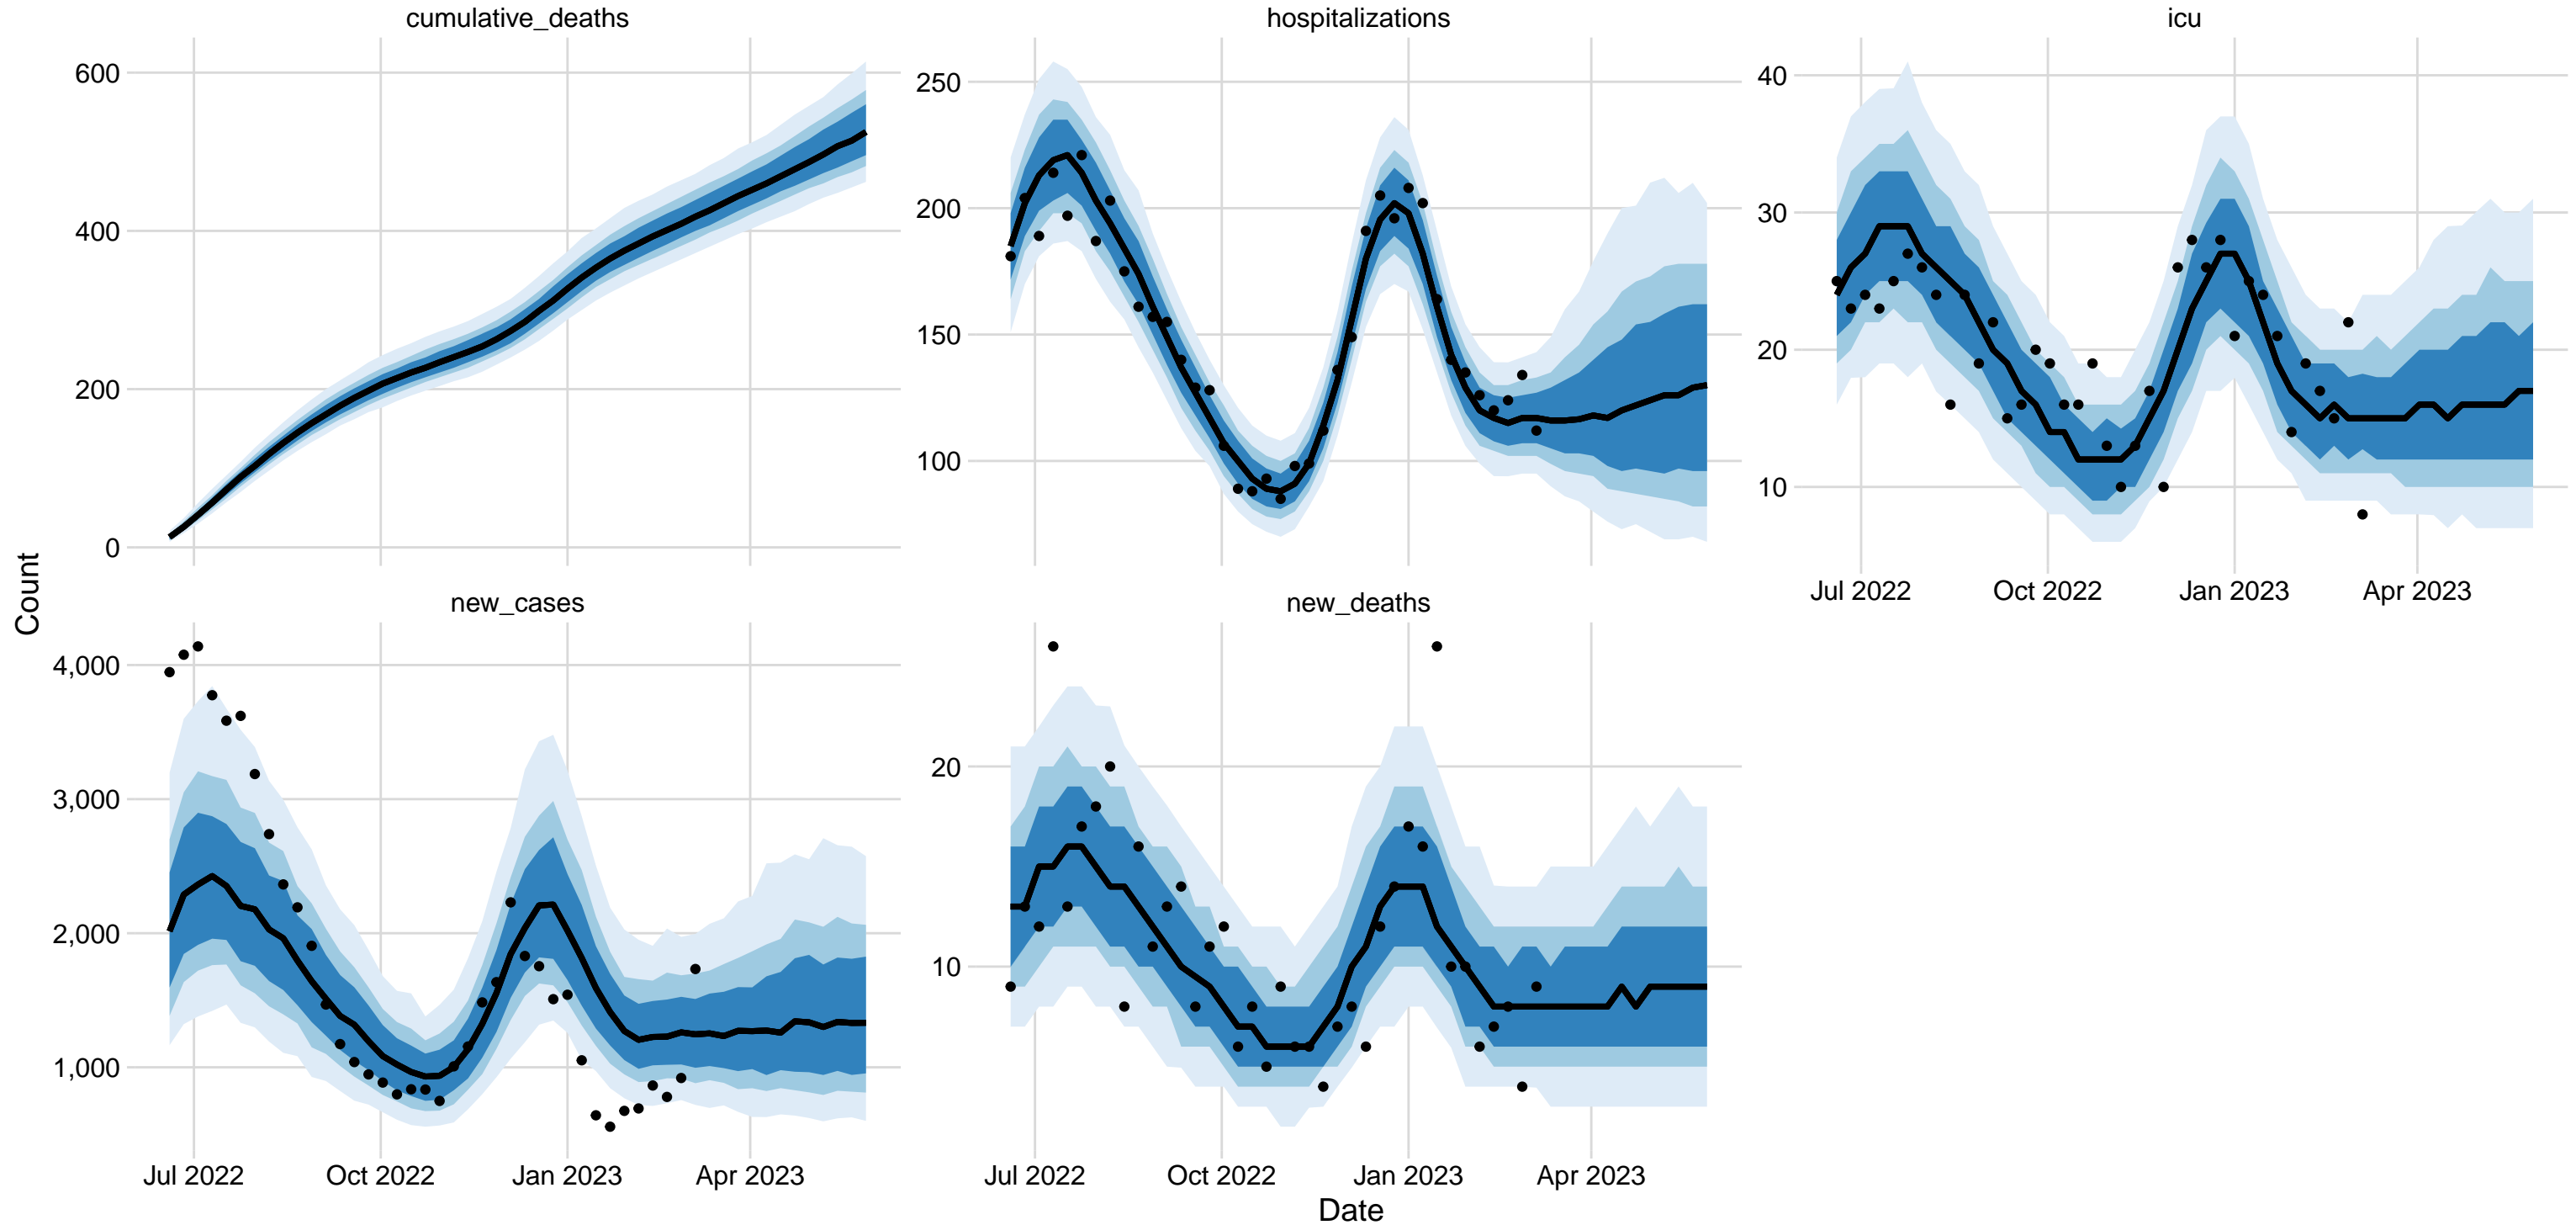 cumulative_deaths
600
400
200
0
hospitalizations
250
200
150
100
icu
40
30
20
10
Jul 2022 Oct 2022 Jan 2023 Apr 2023
Count
new_cases
4,000
3,000
2,000
1,000
Jul 2022 Oct 2022 Jan 2023 Apr 2023
new_deaths
20
10
Jul 2022 Oct 2022 Jan 2023 Apr 2023
Date